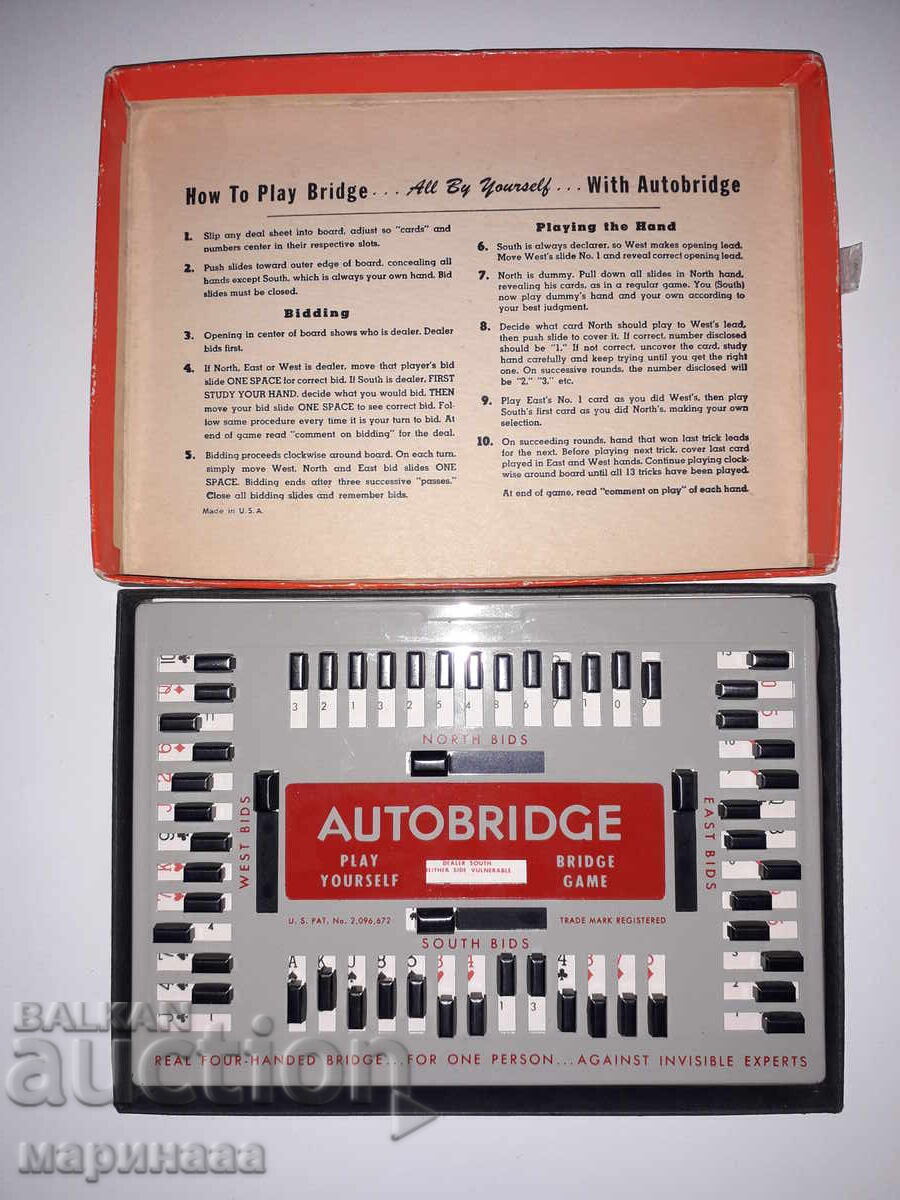 How To Play Bridge . . . All By Yourself . . . With Autobridge
1. Slip any deal sheet into board, adjust so "cards" and
numbers center in their respective slots.
2. Push slides toward outer edge of board, concealing all
hands except South, which is always your own hand. Bid
slides must be closed.
Bidding
3. Opening in center of board shows who is dealer. Dealer
bids first.
4. If North, East or West is dealer, move that player's bid
slide ONE SPACE for correct bid. If South is dealer, FIRST
STUDY YOUR HAND, decide what you would bid, THEN
move your bid slide ONE SPACE to see correct bid. Fol-
low same procedure every time it is your turn to bid. At
end of game read "comment on bidding" for the deal.
5. Bidding proceeds clockwise around board. On each turn,
simply move West, North and East bid slides ONE
SPACE. Bidding ends after three successive "passes."
Close all bidding slides and remember bids.
Made in U.S.A.
Playing the Hand
6. South is always declarer, so West makes opening lead.
Move West's slide No. 1 and reveal correct opening lead.
7. North is dummy. Pull down all slides in North hand,
revealing his cards, as in a regular game. You (South)
now play dummy's hand and your own according to
your best judgment.
8. Decide what card North should play to West's lead,
then push slide to cover it. If correct, number disclosed
should be "1." If not correct, uncover the card, study
hand carefully and keep trying until you get the right
one. On successive rounds, the number disclosed will
be "2," "3," etc.
9. Play East's No. 1 card as you did West's, then play
South's first card as you did North's, making your own
selection.
10. On succeeding rounds, hand that won last trick leads
for the next. Before playing next trick, cover last card
played in East and West hands. Continue playing clock-
wise around board until all 13 tricks have been played.
At end of game, read "comment on play" of each hand.
NORTH BIDS
WEST BIDS
EAST BIDS
AUTOBRIDGE
PLAY YOURSELF
BRIDGE GAME
DEALER SOUTH
NEITHER SIDE VULNERABLE
U. S. PAT. No. 2,096,672
TRADE MARK REGISTERED
SOUTH BIDS
REAL FOUR-HANDED BRIDGE...FOR ONE PERSON...AGAINST INVISIBLE EXPERTS
BALKAN
auction
маринааа